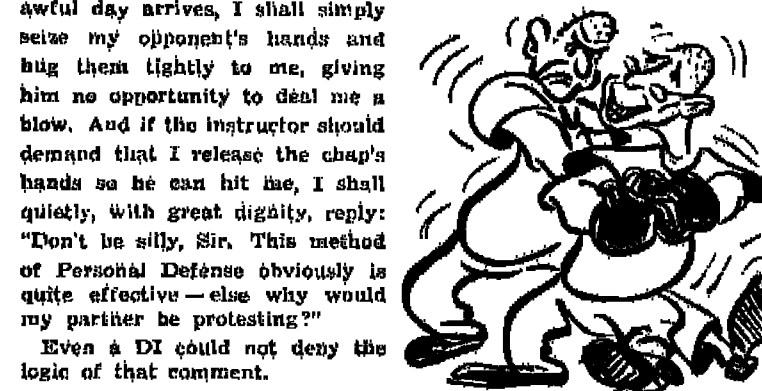 awful day arrives, I shall simply
seize my opponent's hands and
hug them tightly to me, giving
him no opportunity to deal me a
blow. And if the instructor should
demand that I release the chap's
hands so he can hit me, I shall
quietly, with great dignity, reply:
"Don't be silly, Sir. This method
of Personal Defense obviously is
quite effective — else why would
my partner be protesting?"
Even a DI could not deny the
logic of that comment.